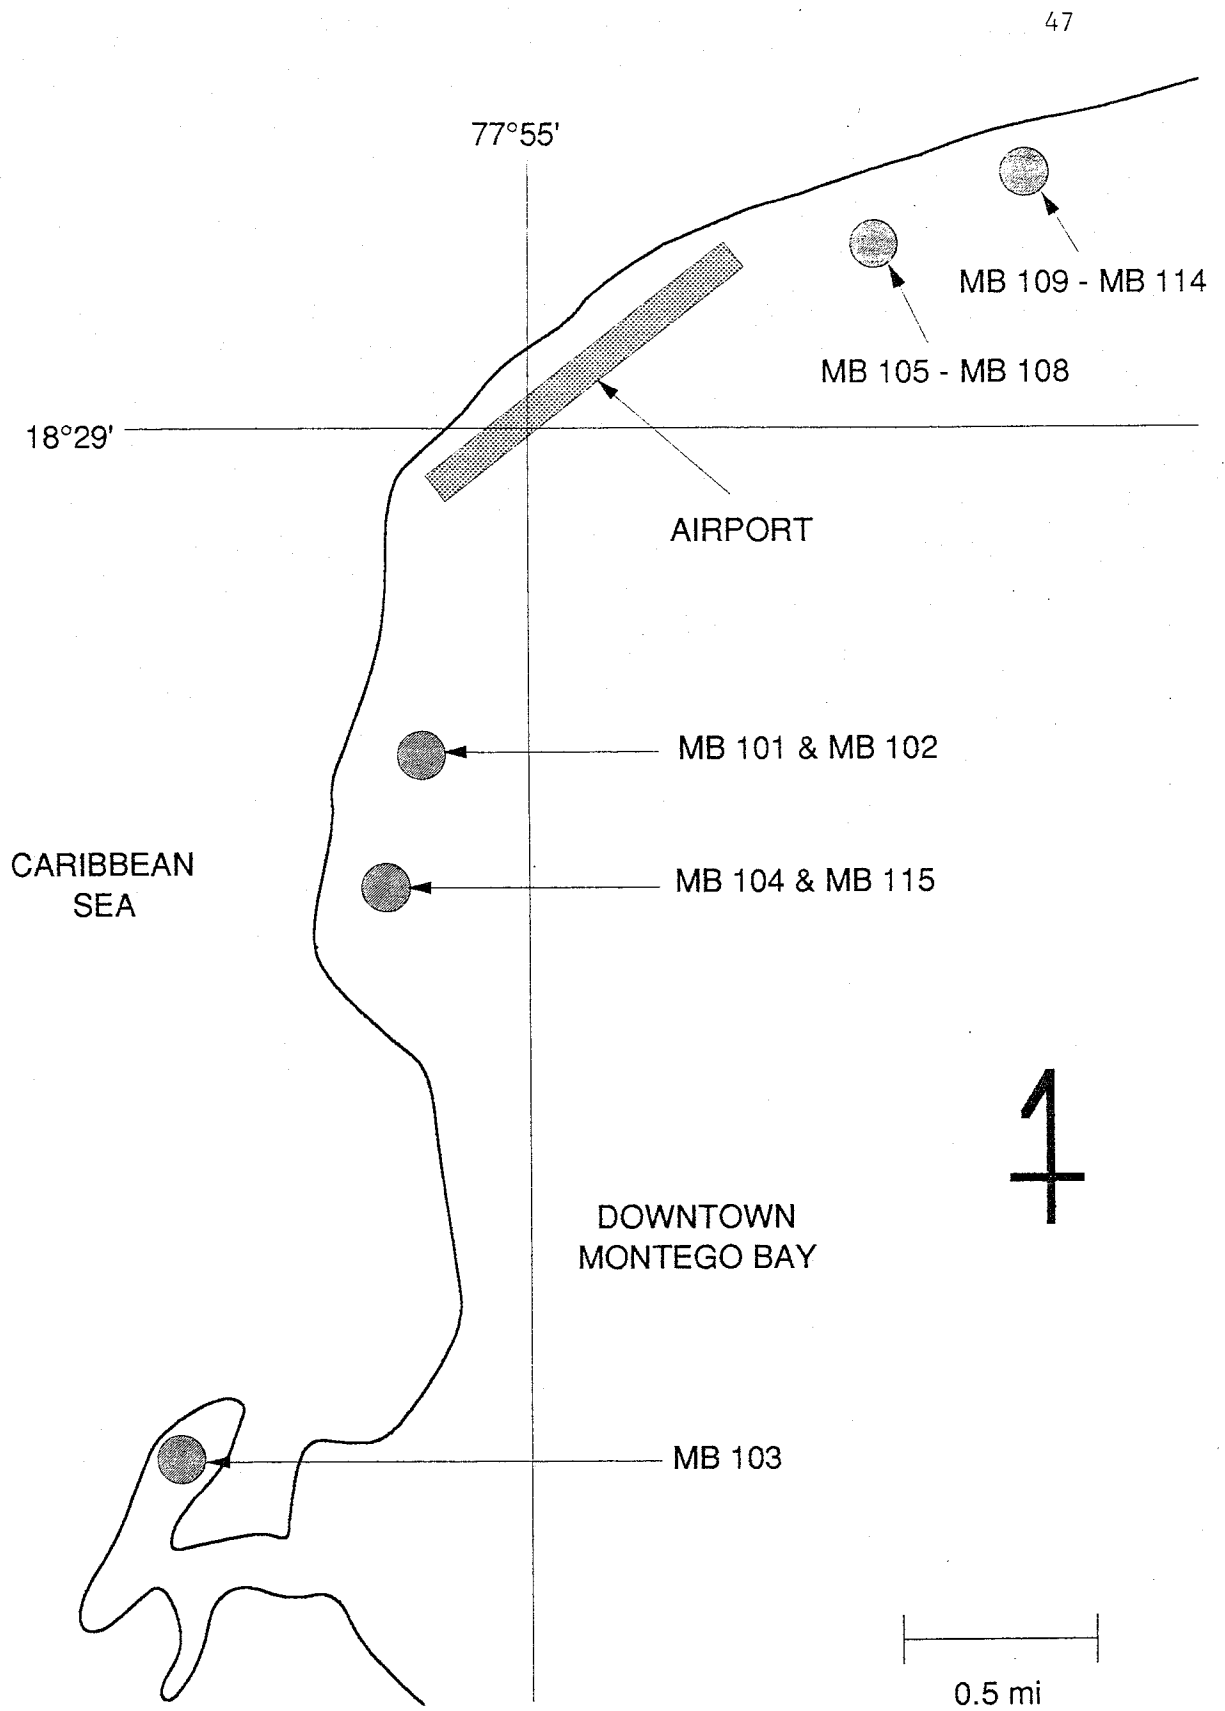 47
77°55'
MB 109 - MB 114
MB 105 - MB 108
18°29'
AIRPORT
MB 101 & MB 102
CARIBBEAN
SEA
MB 104 & MB 115
DOWNTOWN
MONTEGO BAY
MB 103
0.5 mi